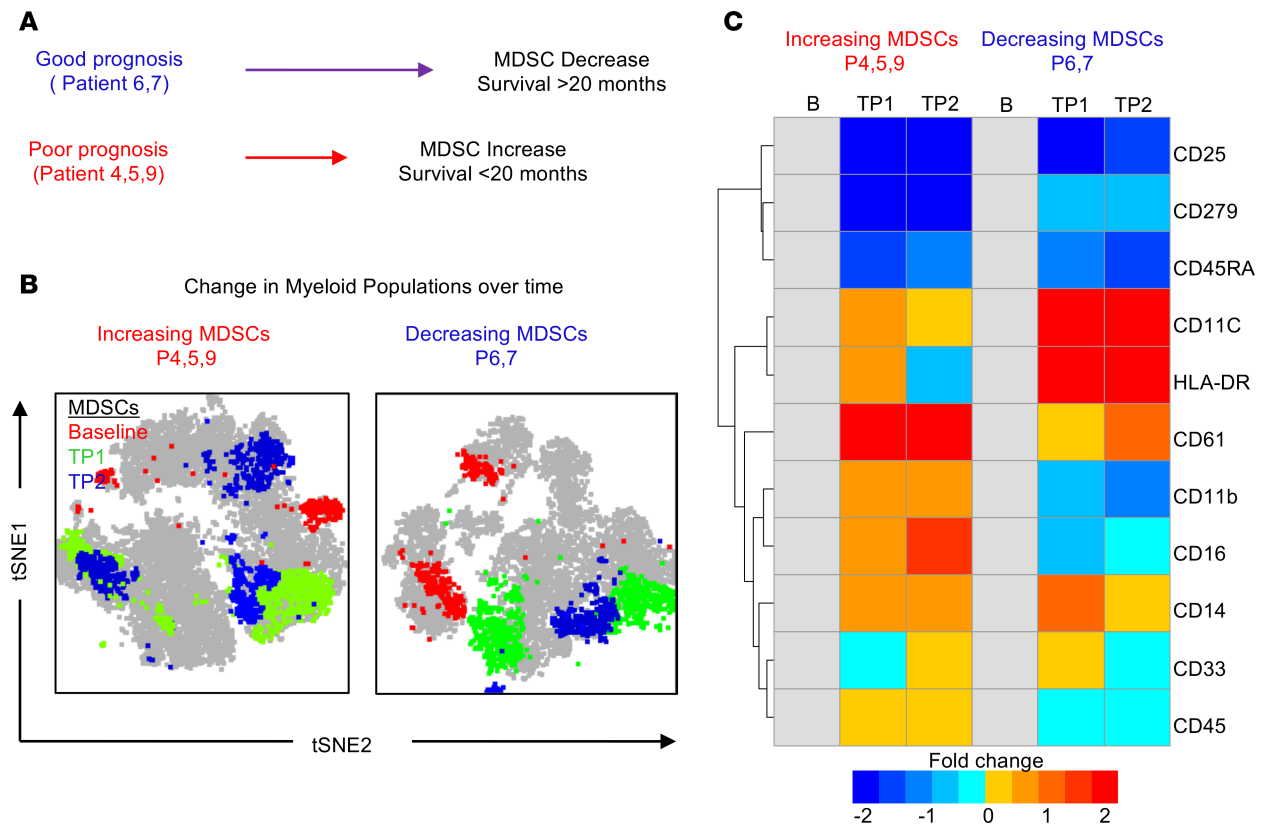 A
Good prognosis
( Patient 6,7)
MDSC Decrease
Survival >20 months
Poor prognosis
(Patient 4,5,9)
MDSC Increase
Survival <20 months
B
Change in Myeloid Populations over time
Increasing MDSCs
P4,5,9
Decreasing MDSCs
P6,7
MDSCs
Baseline
TP1
TP2
tSNE1
tSNE2
C
Increasing MDSCs
P4,5,9
Decreasing MDSCs
P6,7
B TP1 TP2 B TP1 TP2
CD25
CD279
CD45RA
CD11C
HLA-DR
CD61
CD11b
CD16
CD14
CD33
CD45
Fold change
-2 -1 0 1 2